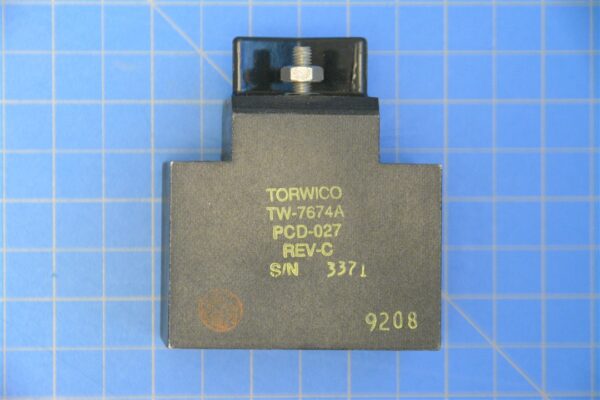 TORWICO
TW-7674A
PCD-027
REV-C
S/N 3371
9208